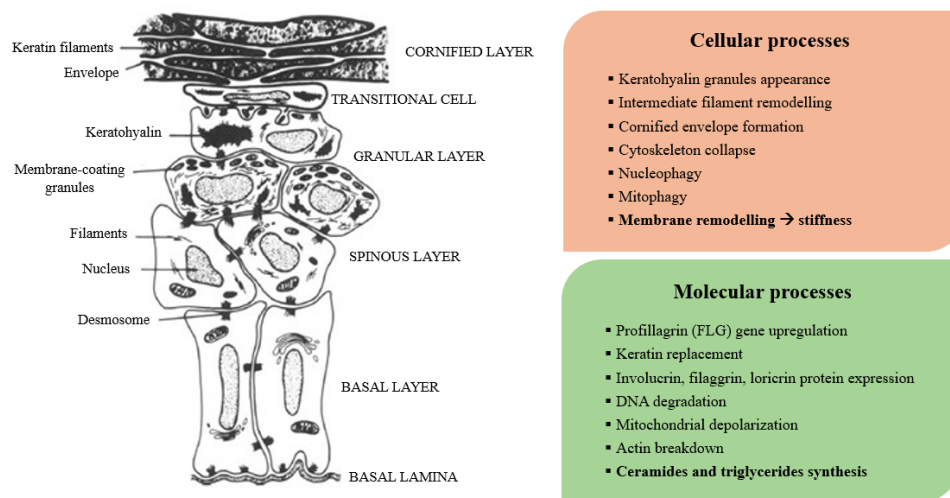 Keratin filaments
Envelope
CORNIFIED LAYER
TRANSITIONAL CELL
Keratohyalin
GRANULAR LAYER
Membrane-coating
granules
Filaments
SPINOUS LAYER
Nucleus
Desmosome
BASAL LAYER
BASAL LAMINA
Cellular processes
▪ Keratohyalin granules appearance
▪ Intermediate filament remodelling
▪ Cornified envelope formation
▪ Cytoskeleton collapse
▪ Nucleophagy
▪ Mitophagy
▪ Membrane remodelling → stiffness
Molecular processes
▪ Profillagrin (FLG) gene upregulation
▪ Keratin replacement
▪ Involucrin, filaggrin, loricrin protein expression
▪ DNA degradation
▪ Mitochondrial depolarization
▪ Actin breakdown
▪ Ceramides and triglycerides synthesis